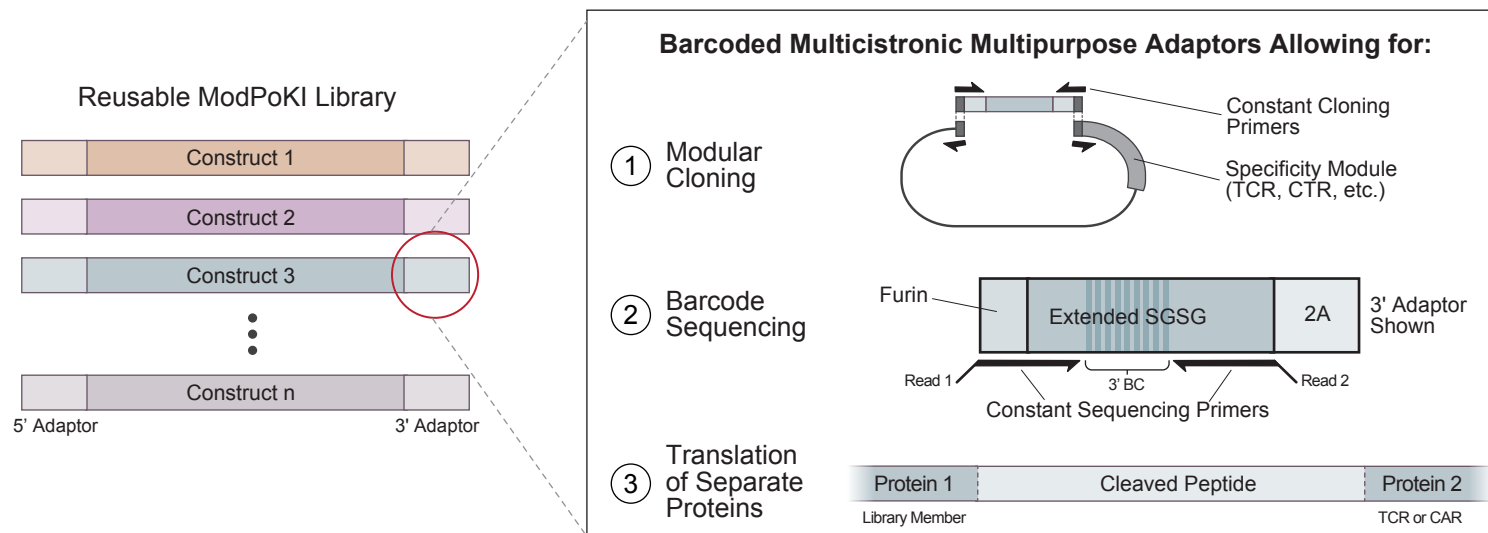 Reusable ModPoKI Library
Construct 1
Construct 2
Construct 3
Construct n
5’ Adaptor
3' Adaptor
Barcoded Multicistronic Multipurpose Adaptors Allowing for:
1
Modular
Cloning
Constant Cloning
Primers
Specificity Module
(TCR, CTR, etc.)
2
Barcode
Sequencing
Furin
Extended SGSG
2A
3' Adaptor
Shown
Read 1
3' BC
Read 2
Constant Sequencing Primers
3
Translation
of Separate
Proteins
Protein 1
Cleaved Peptide
Protein 2
Library Member
TCR or CAR